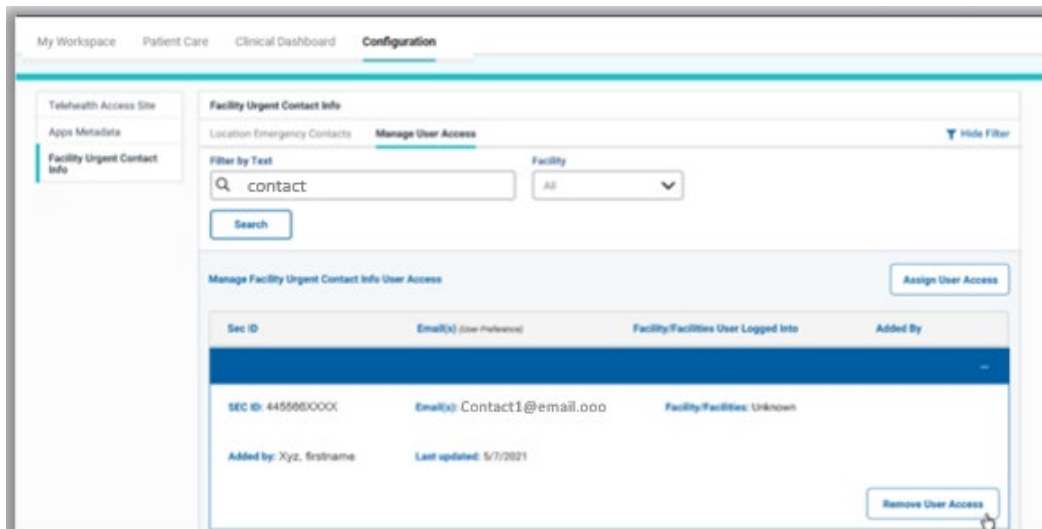 My Workspace Patient Care Clinical Dashboard Configuration
Telehealth Access Site
Apps Metadata
Facility Urgent Contact
Info
Facility Urgent Contact Info
Location Emergency Contacts Manage User Access Hide Filter
Filter by Text Facility
contact All
Search
Manage Facility Urgent Contact Info User Access Assign User Access
Sec ID Email(s) (User Preference) Facility/Facilities User Logged Into Added By
SEC ID: 445566XXXX Email(s): Contact1@email.ooo Facility/Facilities: Unknown
Added by: Xyz, firstname Last updated: 5/7/2021
Remove User Access